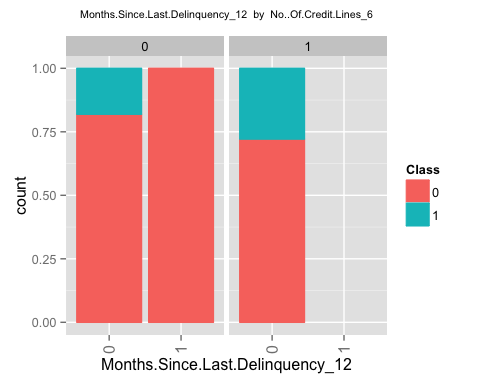 Months.Since.Last.Delinquency_12 by No..Of.Credit.Lines_6
0 1
1.00
0.75
0.50
0.25
0.00
count
0 1 0 1
Months.Since.Last.Delinquency_12
Class
0
1